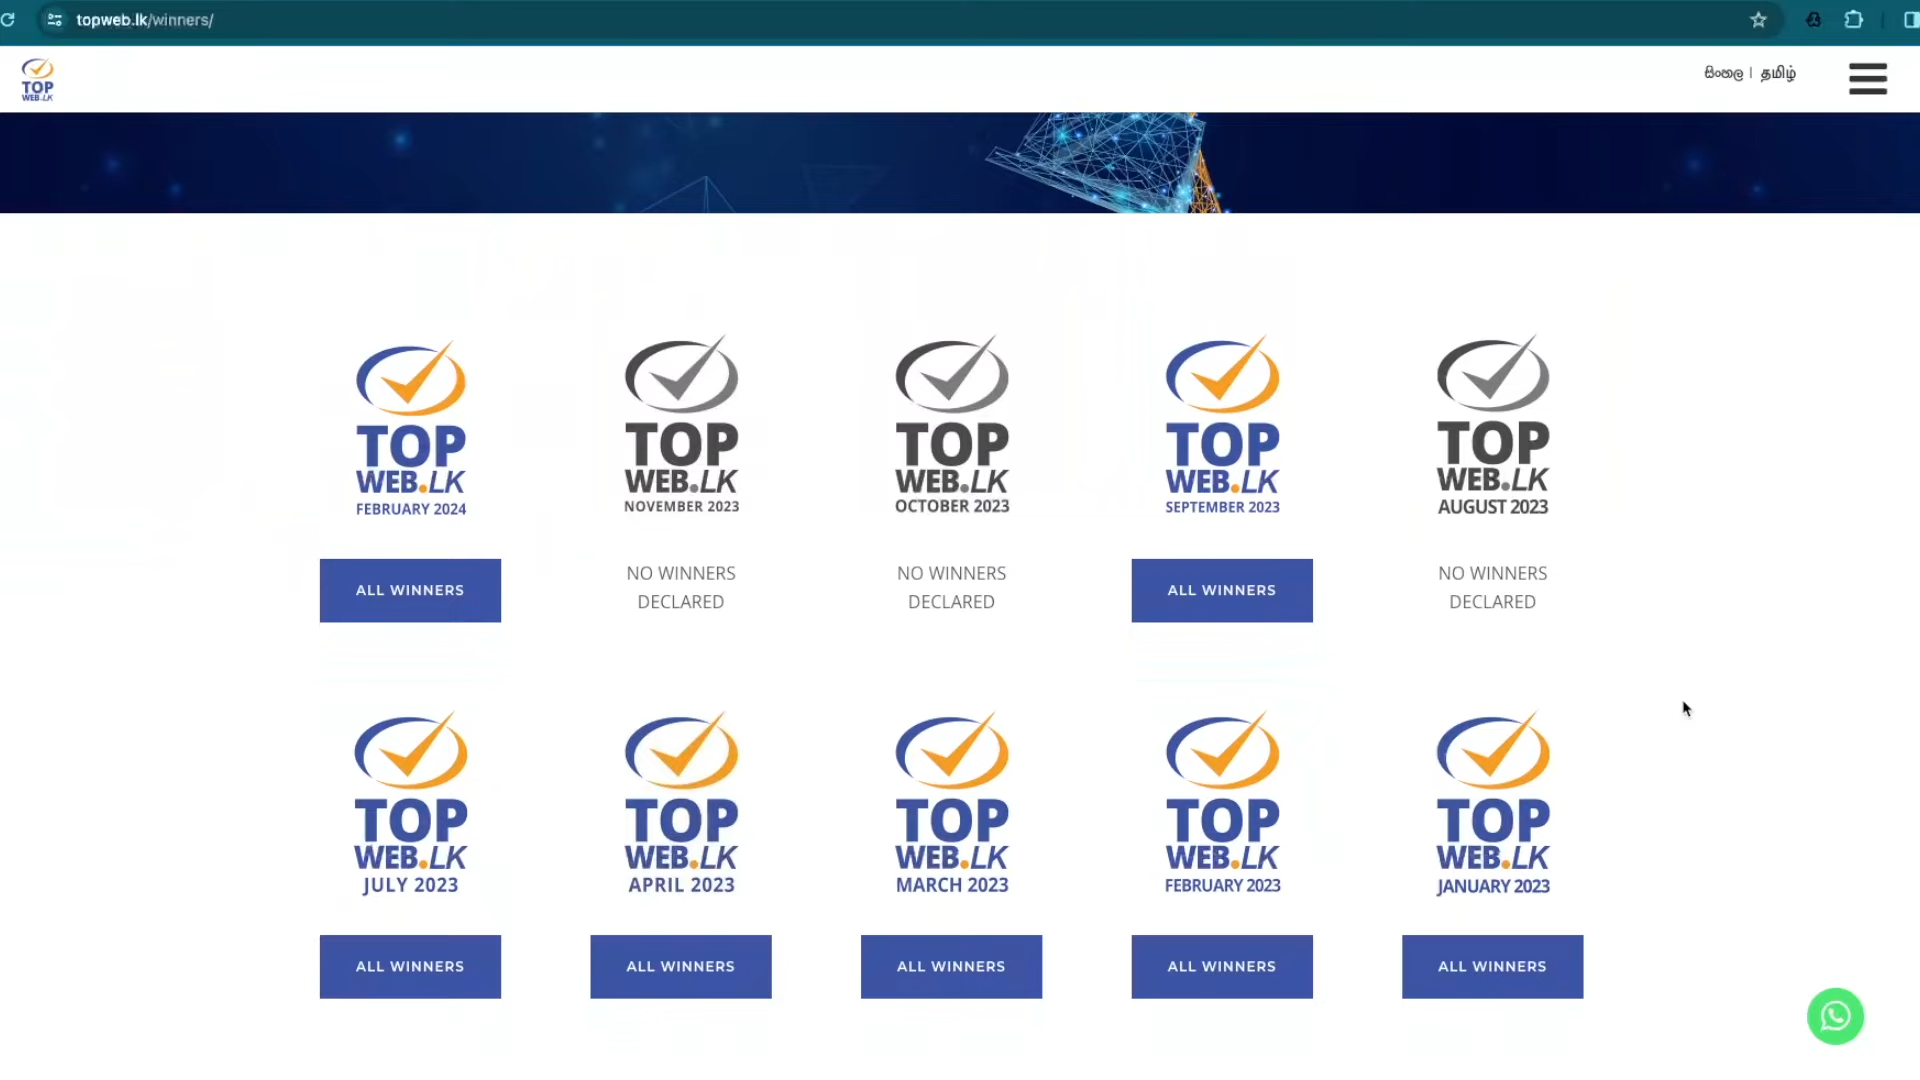 topweb.lk/winners/
TOP
WEB.LK
සිංහල | தமிழ்
TOP
WEB.LK
FEBRUARY 2024
TOP
WEB.LK
NOVEMBER 2023
TOP
WEB.LK
OCTOBER 2023
TOP
WEB.LK
SEPTEMBER 2023
TOP
WEB.LK
AUGUST 2023
ALL WINNERS
NO WINNERS
DECLARED
NO WINNERS
DECLARED
ALL WINNERS
NO WINNERS
DECLARED
TOP
WEB.LK
JULY 2023
TOP
WEB.LK
APRIL 2023
TOP
WEB.LK
MARCH 2023
TOP
WEB.LK
FEBRUARY 2023
TOP
WEB.LK
JANUARY 2023
ALL WINNERS
ALL WINNERS
ALL WINNERS
ALL WINNERS
ALL WINNERS